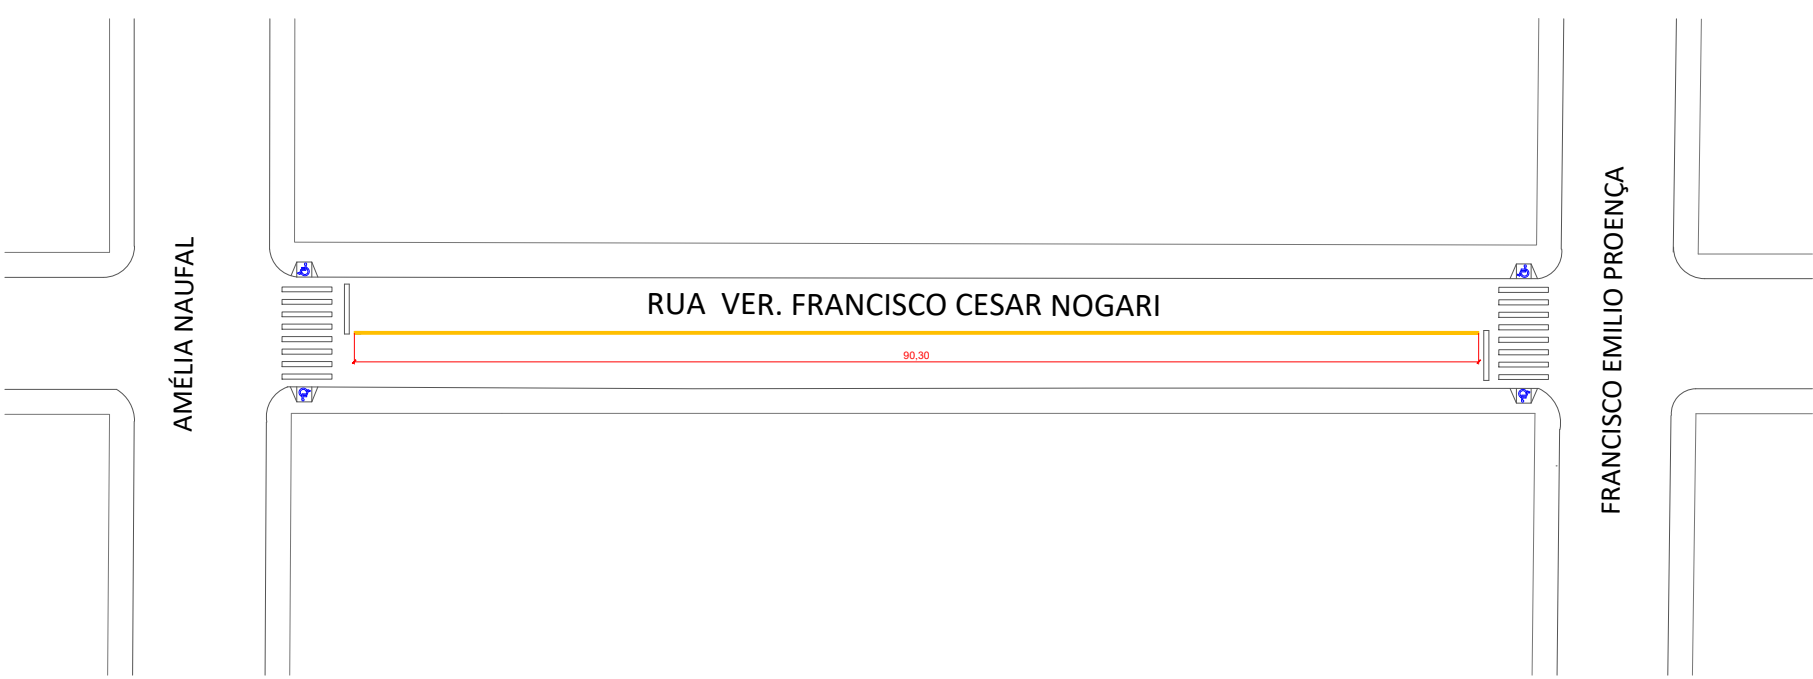 AMÉLIA NAUFAL
RUA VER. FRANCISCO CESAR NOGARI
90,30
FRANCISCO EMILIO PROENÇA